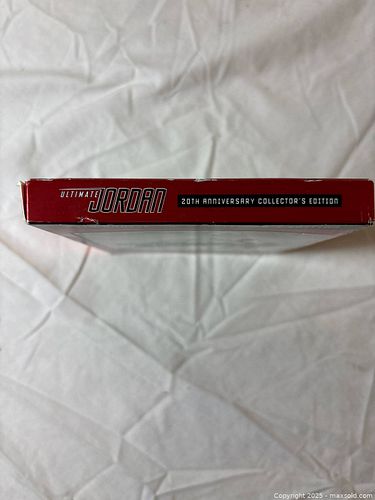 ULTIMATE JORDAN 20TH ANNIVERSARY COLLECTOR'S EDITION
Copyright 2025 - maxsold.com